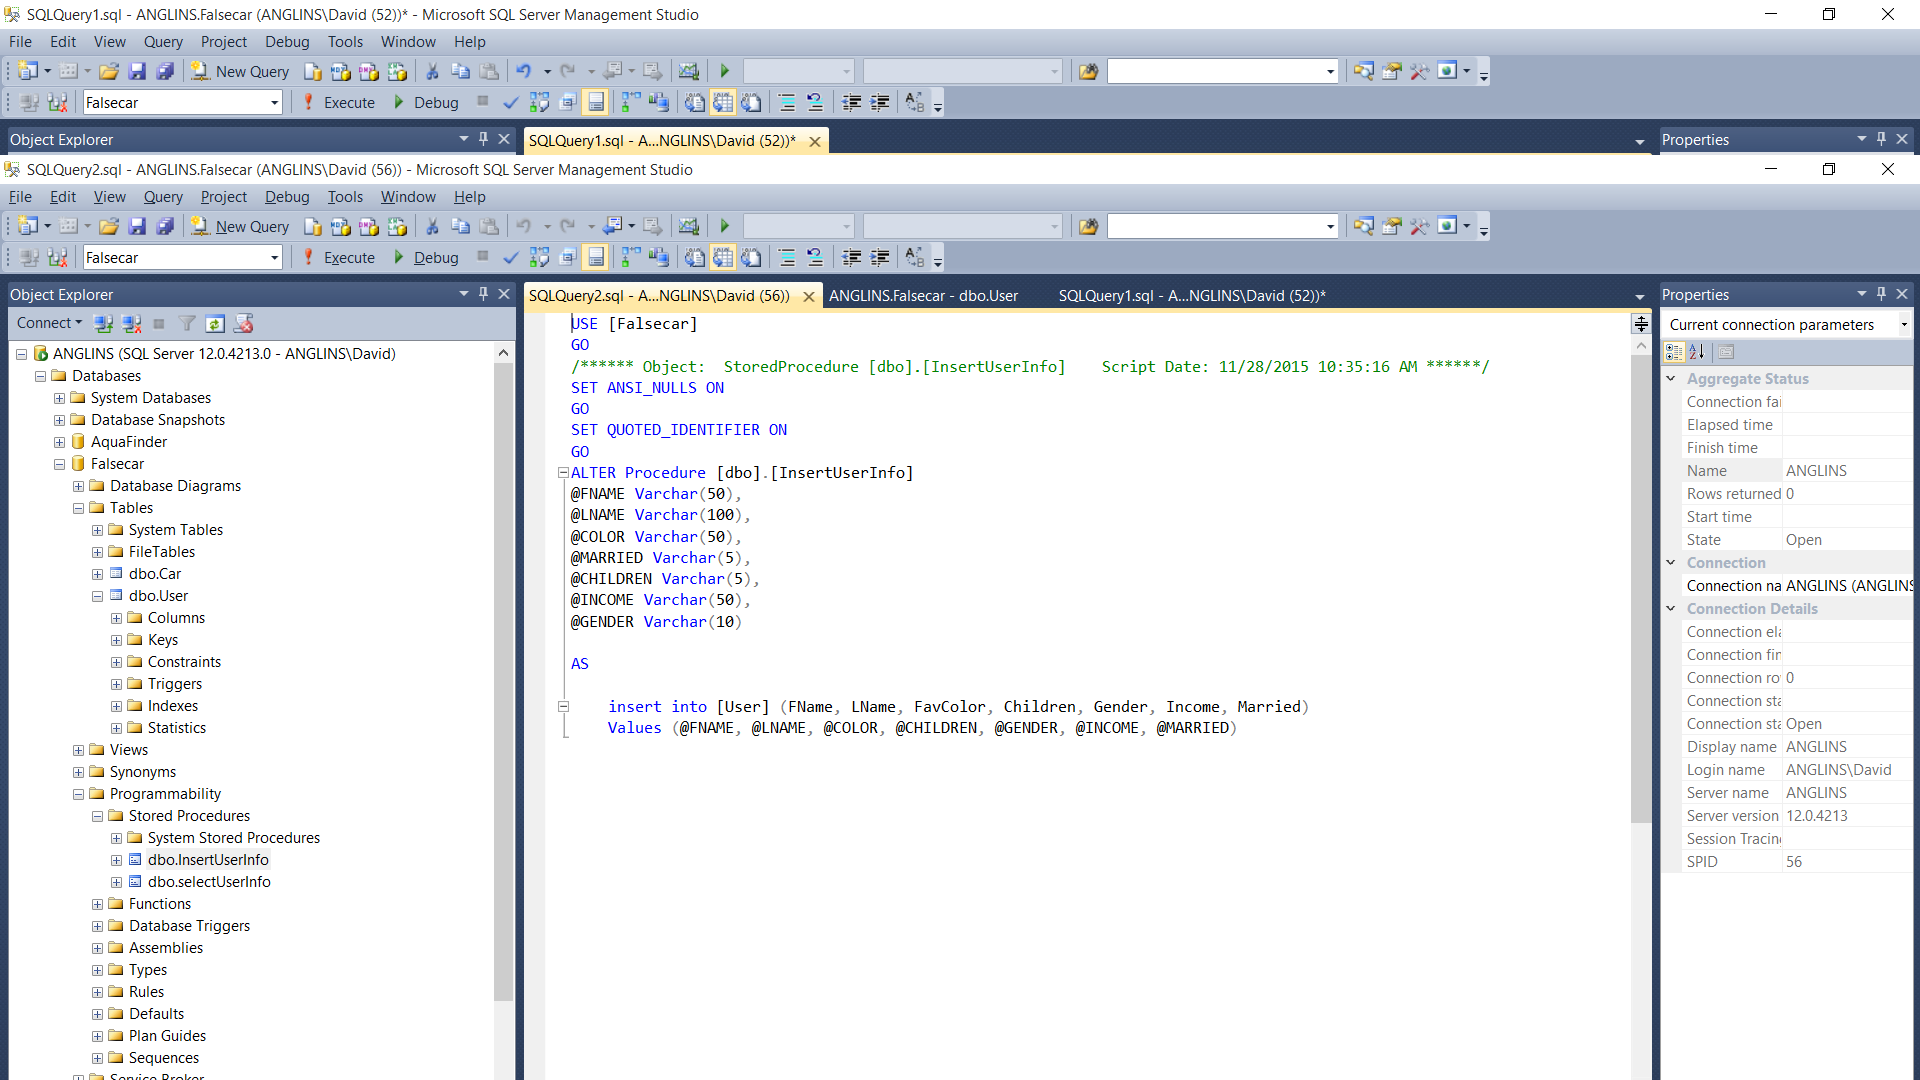 SQLQuery1.sql - ANGLINS.Falsecar (ANGLINS\David (52))* - Microsoft SQL Server Management Studio
File Edit View Query Project Debug Tools Window Help
New Query
Falsecar Execute Debug
Object Explorer
SQLQuery1.sql - A...NGLINS\David (52))*
Properties
SQLQuery2.sql - ANGLINS.Falsecar (ANGLINS\David (56)) - Microsoft SQL Server Management Studio
File Edit View Query Project Debug Tools Window Help
New Query
Falsecar Execute Debug
Object Explorer
Connect
ANGLINS (SQL Server 12.0.4213.0 - ANGLINS\David)
Databases
System Databases
Database Snapshots
AquaFinder
Falsecar
Database Diagrams
Tables
System Tables
FileTables
dbo.Car
dbo.User
Columns
Keys
Constraints
Triggers
Indexes
Statistics
Views
Synonyms
Programmability
Stored Procedures
System Stored Procedures
dbo.InsertUserInfo
dbo.selectUserInfo
Functions
Database Triggers
Assemblies
Types
Rules
Defaults
Plan Guides
Sequences
Service Broker
SQLQuery2.sql - A...NGLINS\David (56)) ANGLINS.Falsecar - dbo.User SQLQuery1.sql - A...NGLINS\David (52))*
USE [Falsecar]
GO
/****** Object:  StoredProcedure [dbo].[InsertUserInfo]    Script Date: 11/28/2015 10:35:16 AM ******/
SET ANSI_NULLS ON
GO
SET QUOTED_IDENTIFIER ON
GO
ALTER Procedure [dbo].[InsertUserInfo]
@FNAME Varchar(50),
@LNAME Varchar(100),
@COLOR Varchar(50),
@MARRIED Varchar(5),
@CHILDREN Varchar(5),
@INCOME Varchar(50),
@GENDER Varchar(10)
AS
insert into [User] (FName, LName, FavColor, Children, Gender, Income, Married)
Values (@FNAME, @LNAME, @COLOR, @CHILDREN, @GENDER, @INCOME, @MARRIED)
Properties
Current connection parameters
Aggregate Status
Connection fai
Elapsed time
Finish time
Name ANGLINS
Rows returned 0
Start time
State Open
Connection
Connection na ANGLINS (ANGLINS
Connection Details
Connection ela
Connection fin
Connection ro 0
Connection sta
Connection sta Open
Display name ANGLINS
Login name ANGLINS\David
Server name ANGLINS
Server version 12.0.4213
Session Tracin
SPID 56